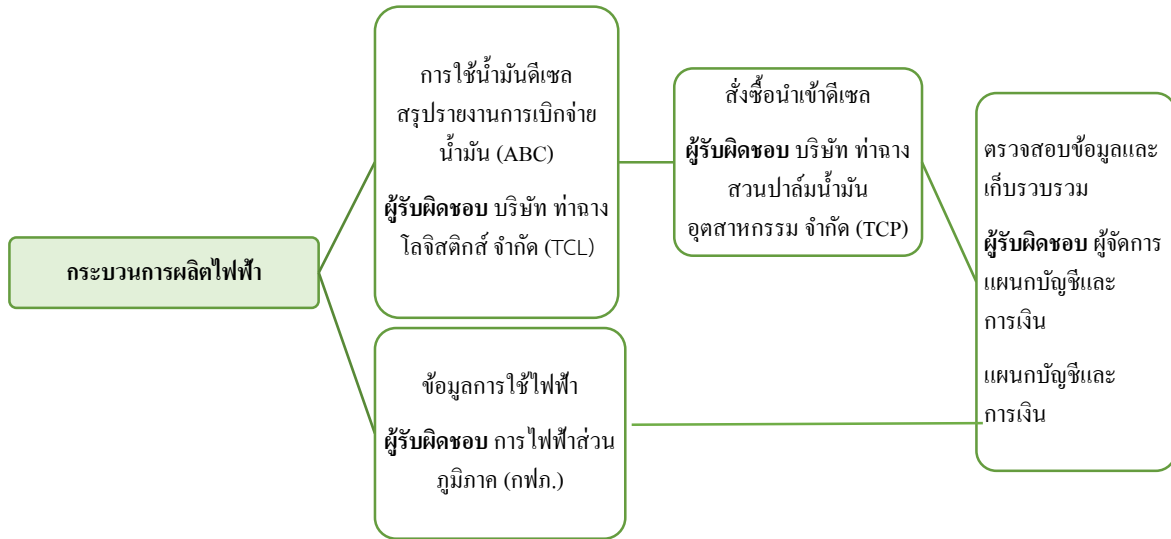 กระบวนการผลิตไฟฟ้า
การใช้น้ำมันดีเซล
สรุปรายงานการเบิกจ่าย
น้ำมัน (ABC)
ผู้รับผิดชอบ บริษัท ท่าฉาง
โลจิสติกส์ จำกัด (TCL)
สั่งซื้อนำเข้าดีเซล
ผู้รับผิดชอบ บริษัท ท่าฉาง
สวนปาล์มน้ำมัน
อุตสาหกรรม จำกัด (TCP)
ข้อมูลการใช้ไฟฟ้า
ผู้รับผิดชอบ การไฟฟ้าส่วน
ภูมิภาค (กฟภ.)
ตรวจสอบข้อมูลและ
เก็บรวบรวม
ผู้รับผิดชอบ ผู้จัดการ
แผนกบัญชีและ
การเงิน
แผนกบัญชีและ
การเงิน